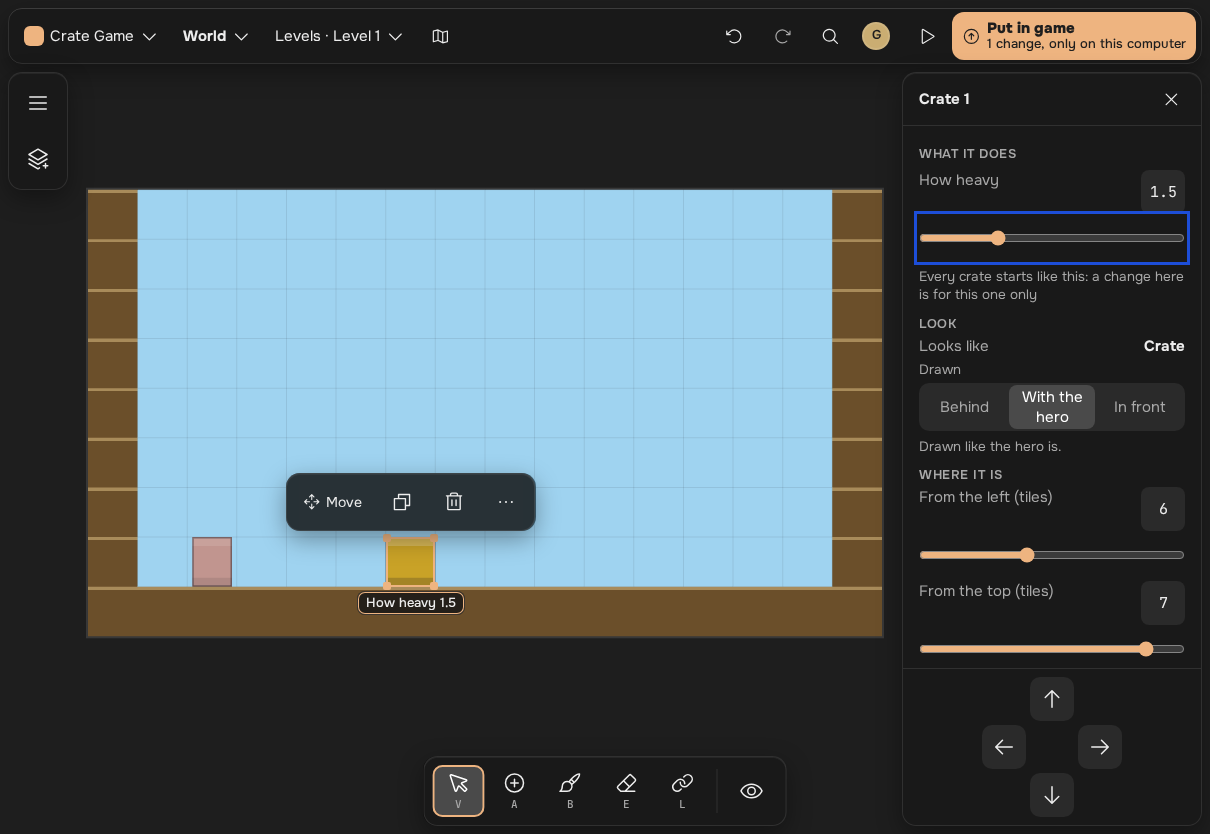 Crate Game
World
Levels · Level 1
G
Put in game
1 change, only on this computer
Crate 1
WHAT IT DOES
How heavy
1.5
Every crate starts like this: a change here
is for this one only
LOOK
Looks like
Crate
Drawn
Behind
With the
hero
In front
Drawn like the hero is.
WHERE IT IS
From the left (tiles)
6
From the top (tiles)
7
Move
How heavy 1.5
V
A
B
E
L